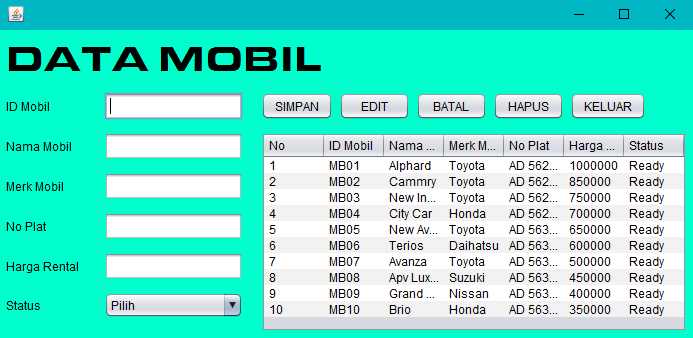 DATA MOBIL
ID Mobil
Nama Mobil
Merk Mobil
No Plat
Harga Rental
Status Pilih
SIMPAN EDIT BATAL HAPUS KELUAR
No ID Mobil Nama ... Merk M... No Plat Harga ... Status
1 MB01 Alphard Toyota AD 562... 1000000 Ready
2 MB02 Cammry Toyota AD 562... 850000 Ready
3 MB03 New In... Toyota AD 562... 750000 Ready
4 MB04 City Car Honda AD 562... 700000 Ready
5 MB05 New Av... Toyota AD 563... 650000 Ready
6 MB06 Terios Daihatsu AD 563... 600000 Ready
7 MB07 Avanza Toyota AD 563... 500000 Ready
8 MB08 Apv Lux... Suzuki AD 563... 450000 Ready
9 MB09 Grand ... Nissan AD 563... 400000 Ready
10 MB10 Brio Honda AD 563... 350000 Ready